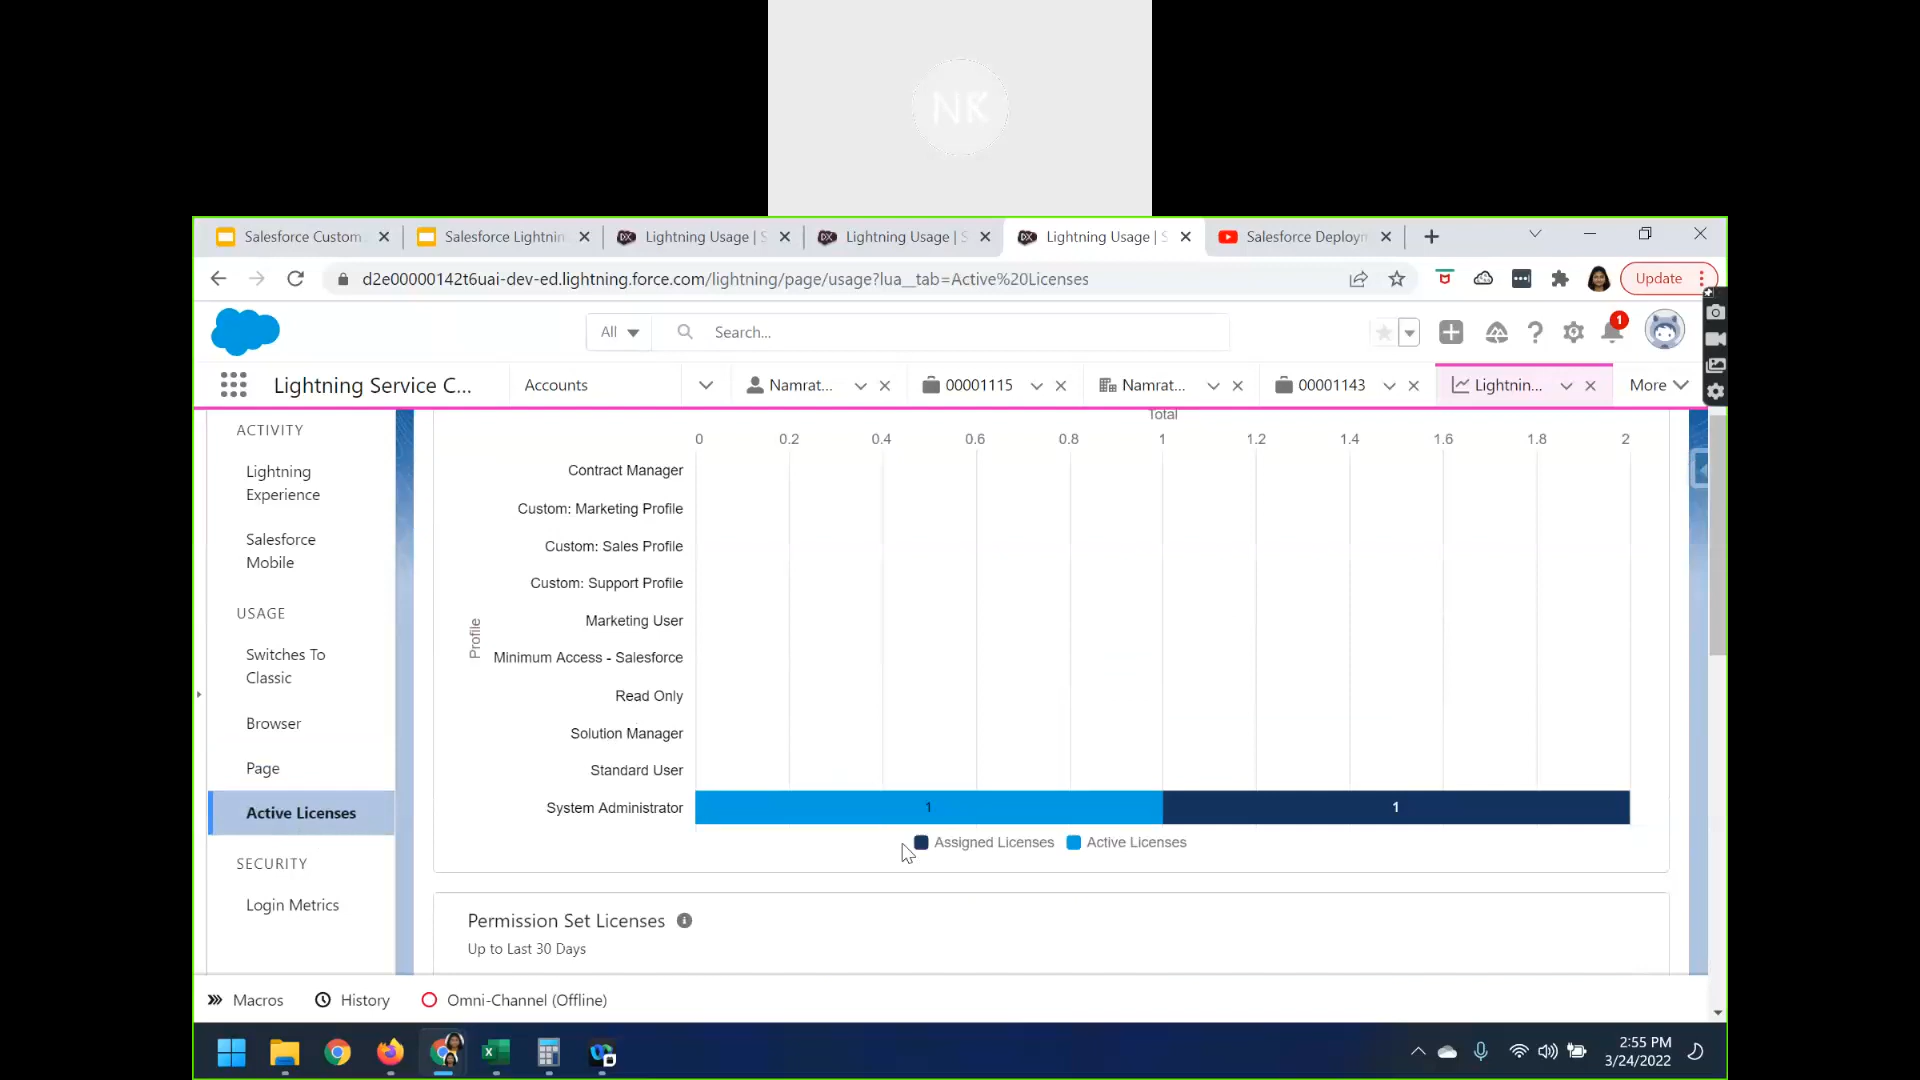 NK
Salesforce Custom
Salesforce Lightnin
Lightning Usage | S
Lightning Usage | S
Lightning Usage | S
Salesforce Deploym
d2e00000142t6uai-dev-ed.lightning.force.com/lightning/page/usage?lua__tab=Active%20Licenses
Update
All
Search...
1
Lightning Service C...
Accounts
Namrat...
00001115
Namrat...
00001143
Lightnin...
More
ACTIVITY
Lightning
Experience
Salesforce
Mobile
USAGE
Switches To
Classic
Browser
Page
Active Licenses
SECURITY
Login Metrics
Total
0 0.2 0.4 0.6 0.8 1 1.2 1.4 1.6 1.8 2
Profile
Contract Manager
Custom: Marketing Profile
Custom: Sales Profile
Custom: Support Profile
Marketing User
Minimum Access - Salesforce
Read Only
Solution Manager
Standard User
System Administrator
1 1
Assigned Licenses Active Licenses
Permission Set Licenses
Up to Last 30 Days
Macros
History
Omni-Channel (Offline)
2:55 PM
3/24/2022